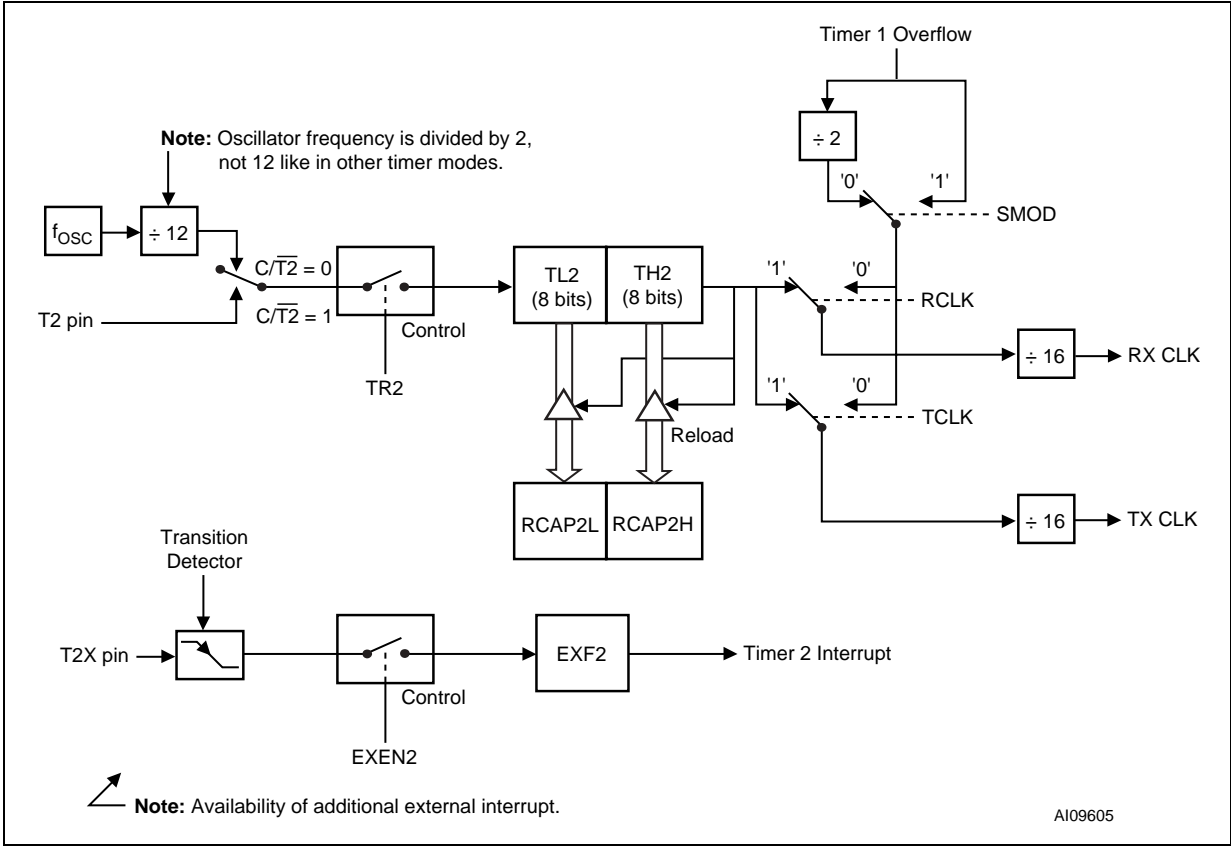 Timer 1 Overflow
÷ 2
'0'
'1'
SMOD
Note: Oscillator frequency is divided by 2,
not 12 like in other timer modes.
fOSC
÷ 12
C/T2 = 0
C/T2 = 1
T2 pin
Control
TR2
TL2
(8 bits)
TH2
(8 bits)
'1'
'0'
RCLK
÷ 16
RX CLK
'1'
'0'
TCLK
Reload
RCAP2L
RCAP2H
÷ 16
TX CLK
Transition
Detector
T2X pin
Control
EXEN2
EXF2
Timer 2 Interrupt
Note: Availability of additional external interrupt.
AI09605